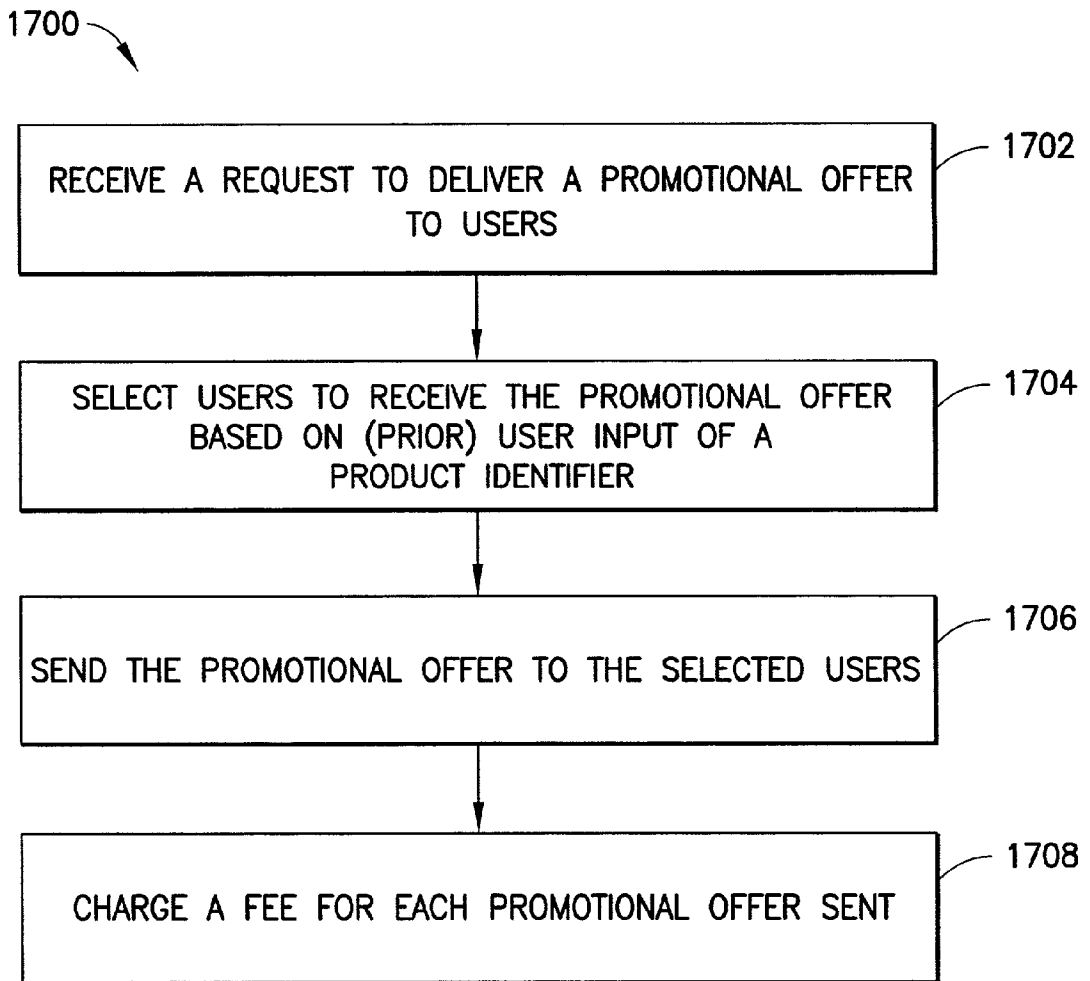 1700
RECEIVE A REQUEST TO DELIVER A PROMOTIONAL OFFER
TO USERS
1702
SELECT USERS TO RECEIVE THE PROMOTIONAL OFFER
BASED ON (PRIOR) USER INPUT OF A
PRODUCT IDENTIFIER
1704
SEND THE PROMOTIONAL OFFER TO THE SELECTED USERS
1706
CHARGE A FEE FOR EACH PROMOTIONAL OFFER SENT
1708